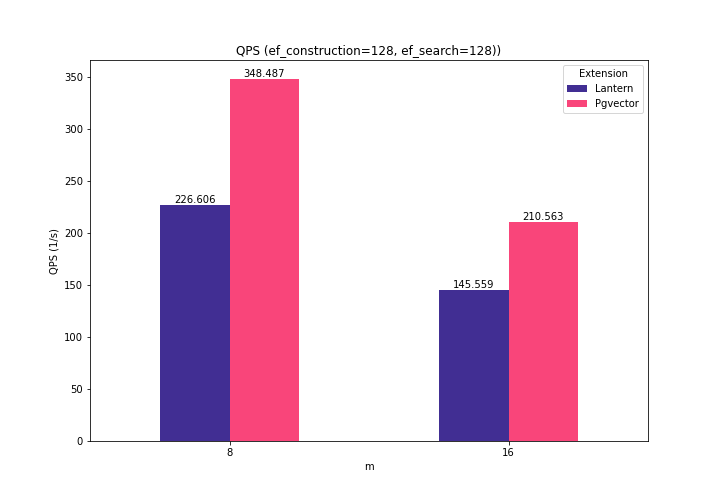 QPS (ef_construction=128, ef_search=128))
Extension
Lantern
Pgvector
348.487
226.606
210.563
145.559
350
300
250
200
150
100
50
0
QPS (1/s)
8
16
m